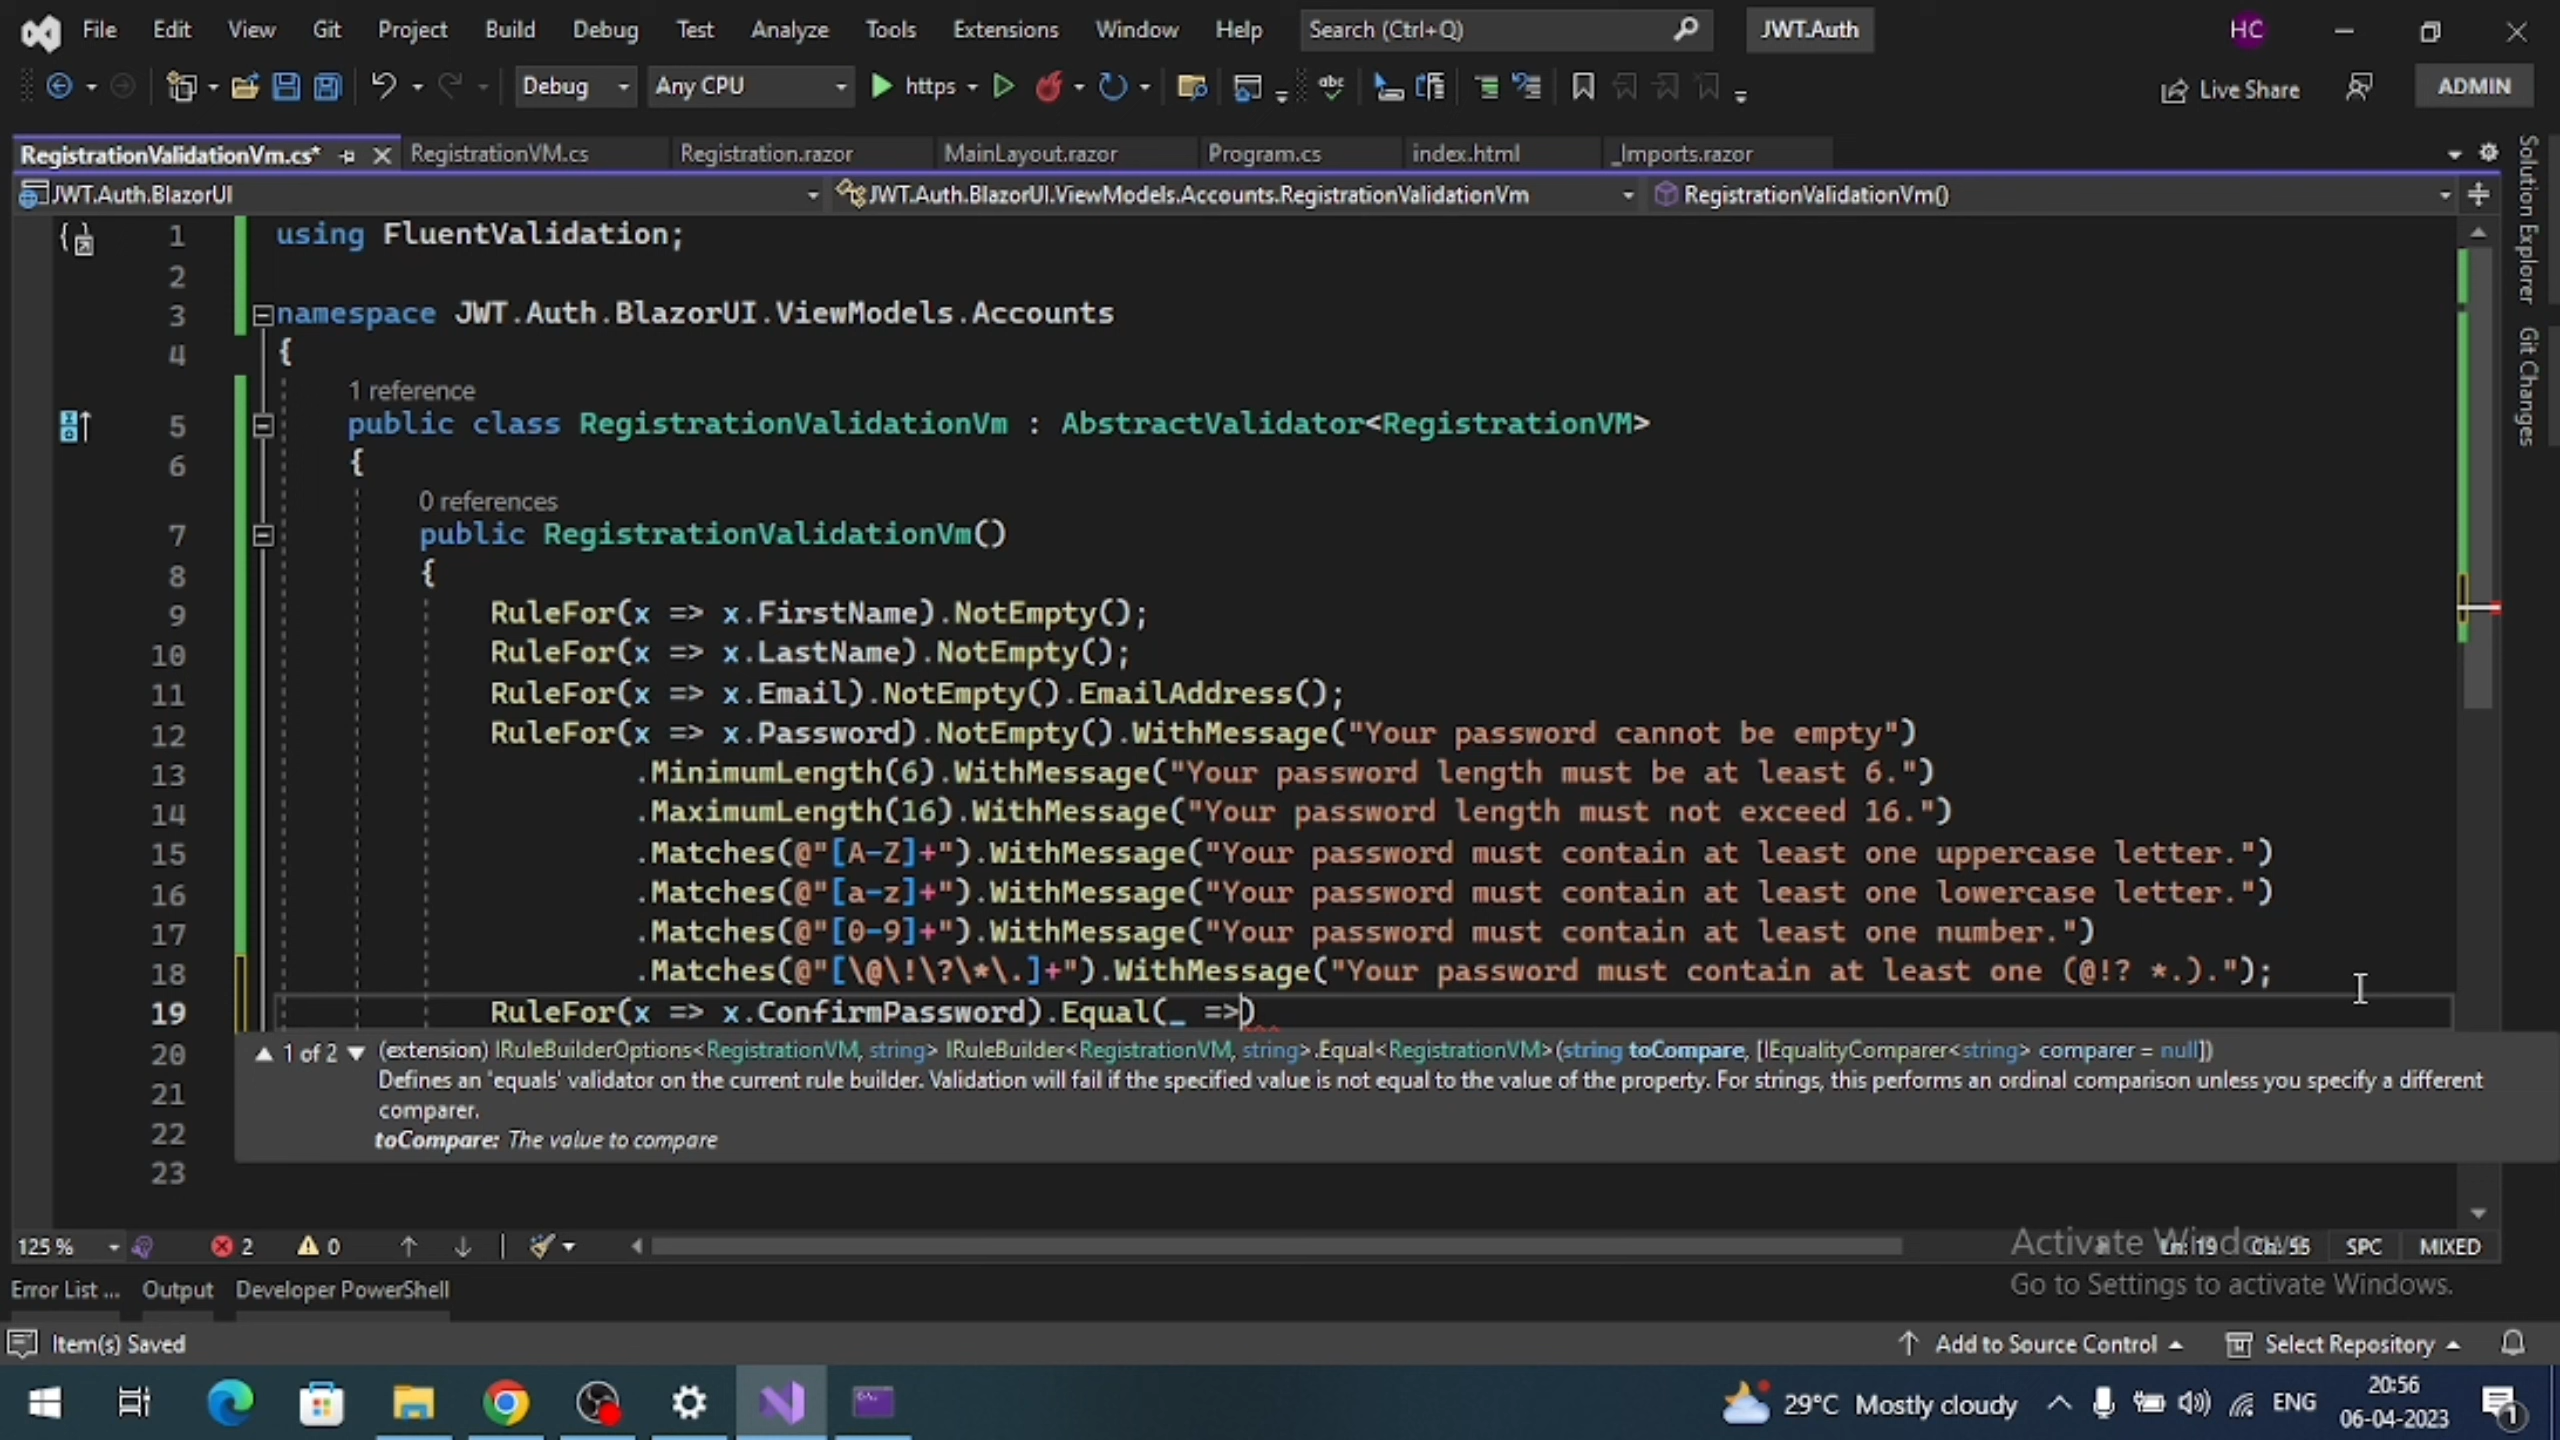 File Edit View Git Project Build Debug Test Analyze Tools Extensions Window Help Search (Ctrl+Q) JWT.Auth HC
Debug Any CPU https Live Share ADMIN
RegistrationValidationVm.cs* RegistrationVM.cs Registration.razor MainLayout.razor Program.cs index.html _Imports.razor
JWT.Auth.BlazorUI JWT.Auth.BlazorUI.ViewModels.Accounts.RegistrationValidationVm RegistrationValidationVm()
Solution Explorer
Git Changes
1 using FluentValidation;
2
3 namespace JWT.Auth.BlazorUI.ViewModels.Accounts
4 {
1 reference
5 public class RegistrationValidationVm : AbstractValidator<RegistrationVM>
6 {
0 references
7 public RegistrationValidationVm()
8 {
9 RuleFor(x => x.FirstName).NotEmpty();
10 RuleFor(x => x.LastName).NotEmpty();
11 RuleFor(x => x.Email).NotEmpty().EmailAddress();
12 RuleFor(x => x.Password).NotEmpty().WithMessage("Your password cannot be empty")
13 .MinimumLength(6).WithMessage("Your password length must be at least 6.")
14 .MaximumLength(16).WithMessage("Your password length must not exceed 16.")
15 .Matches(@"[A-Z]+").WithMessage("Your password must contain at least one uppercase letter.")
16 .Matches(@"[a-z]+").WithMessage("Your password must contain at least one lowercase letter.")
17 .Matches(@"[0-9]+").WithMessage("Your password must contain at least one number.")
18 .Matches(@"[\@\!\?\*\.]+").WithMessage("Your password must contain at least one (@!? *.).");
19 RuleFor(x => x.ConfirmPassword).Equal(_ =>)
20 1 of 2 (extension) IRuleBuilderOptions<RegistrationVM, string> IRuleBuilder<RegistrationVM, string>.Equal<RegistrationVM>(string toCompare, [IEqualityComparer<string> comparer = null])
21 Defines an 'equals' validator on the current rule builder. Validation will fail if the specified value is not equal to the value of the property. For strings, this performs an ordinal comparison unless you specify a different
comparer.
22 toCompare: The value to compare
23
125 % 2 0 Ln: 19 Ch: 55 SPC MIXED
Activate Windows
Go to Settings to activate Windows.
Error List ... Output Developer PowerShell
Item(s) Saved Add to Source Control Select Repository
29°C Mostly cloudy ENG 20:56
06-04-2023 1